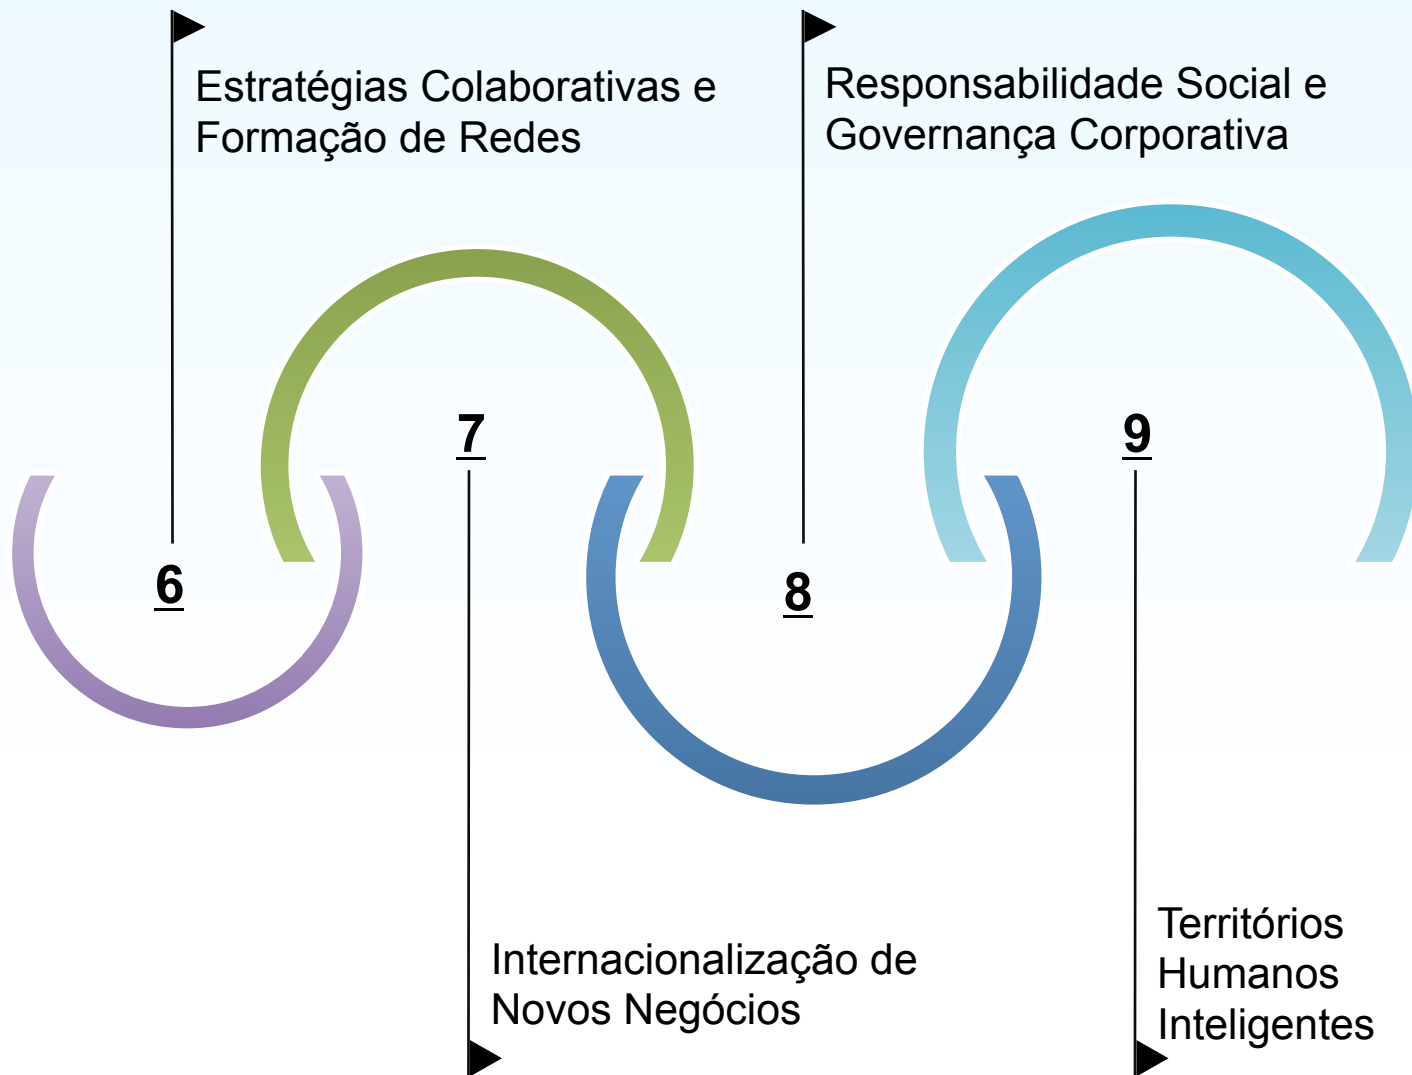 Estratégias Colaborativas e
Formação de Redes
Responsabilidade Social e
Governança Corporativa
7
9
6
8
Internacionalização de
Novos Negócios
Territórios
Humanos
Inteligentes